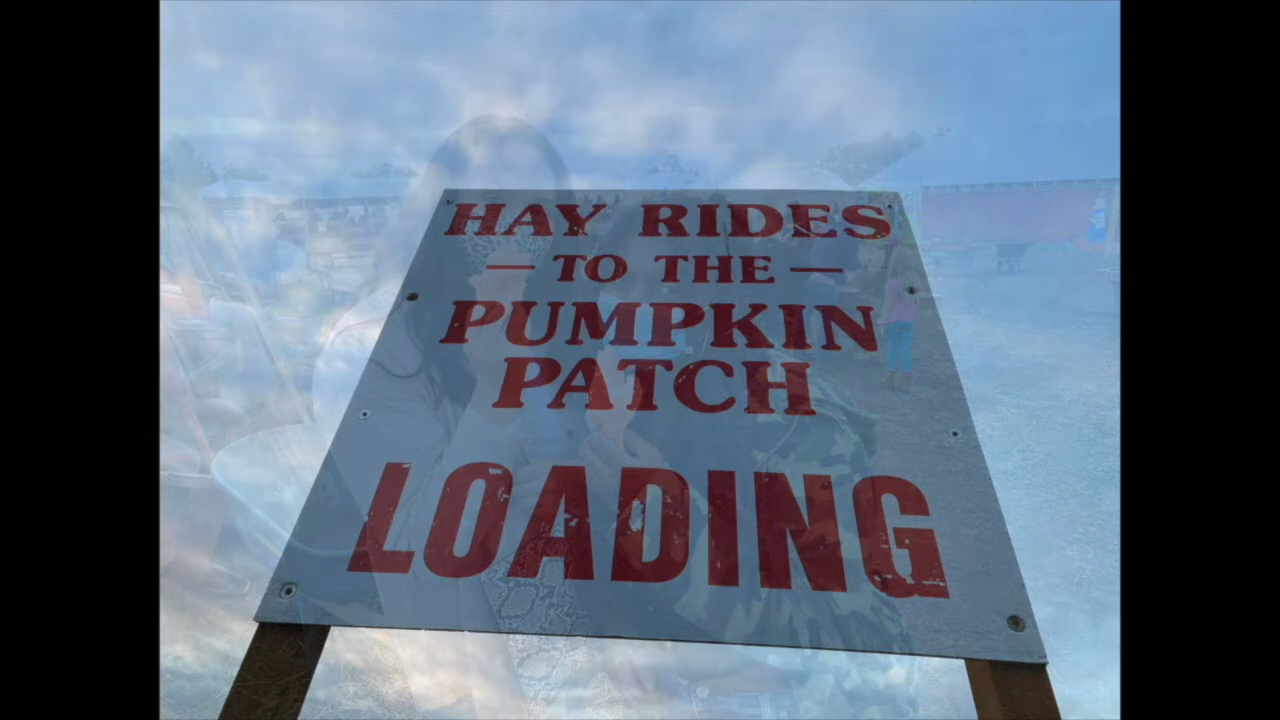 HAY RIDES
— TO THE —
PUMPKIN
PATCH
LOADING